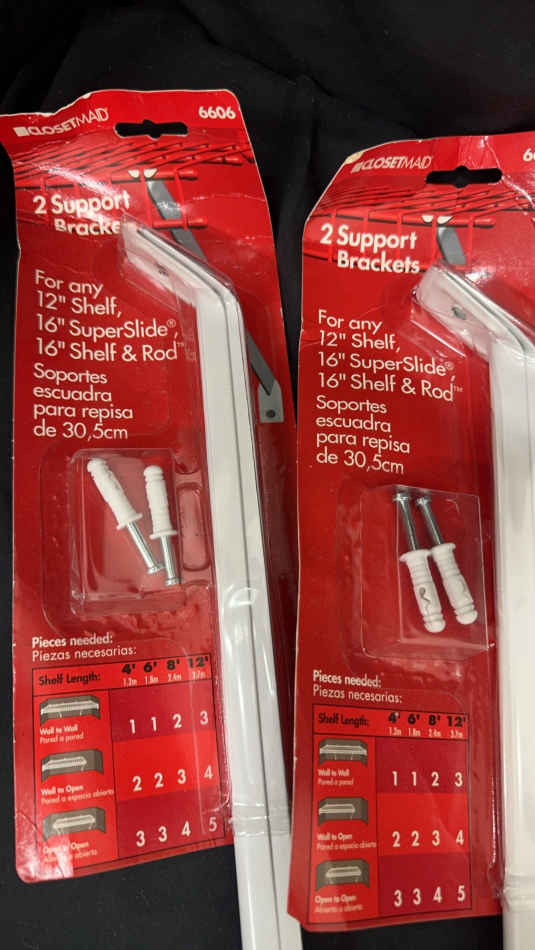 CLOSETMAID
6606
2 Support
Bracke
For any
12" Shelf,
16" SuperSlide®,
16" Shelf & Rod™
Soportes
escuadra
para repisa
de 30,5cm
Pieces needed:
Piezas necesarias:
Shelf Length: 4' 6' 8' 12'
1.2m 1.8m 2.4m 3.7m
Wall to Wall
Pared a pared
1 1 2 3
Wall to Open
Pared a espacio abierto
2 2 3 4
Open to Open
Abierto a abierto
3 3 4 5
CLOSETMAID
2 Support
Brackets
For any
12" Shelf,
16" SuperSlide®,
16" Shelf & Rod™
Soportes
escuadra
para repisa
de 30,5cm
Pieces needed:
Piezas necesarias:
Shelf Length: 4' 6' 8' 12'
1.2m 1.8m 2.4m 3.7m
Wall to Wall
Pared a pared
1 1 2 3
Wall to Open
Pared a espacio abierto
2 2 3 4
Open to Open
Abierto a abierto
3 3 4 5